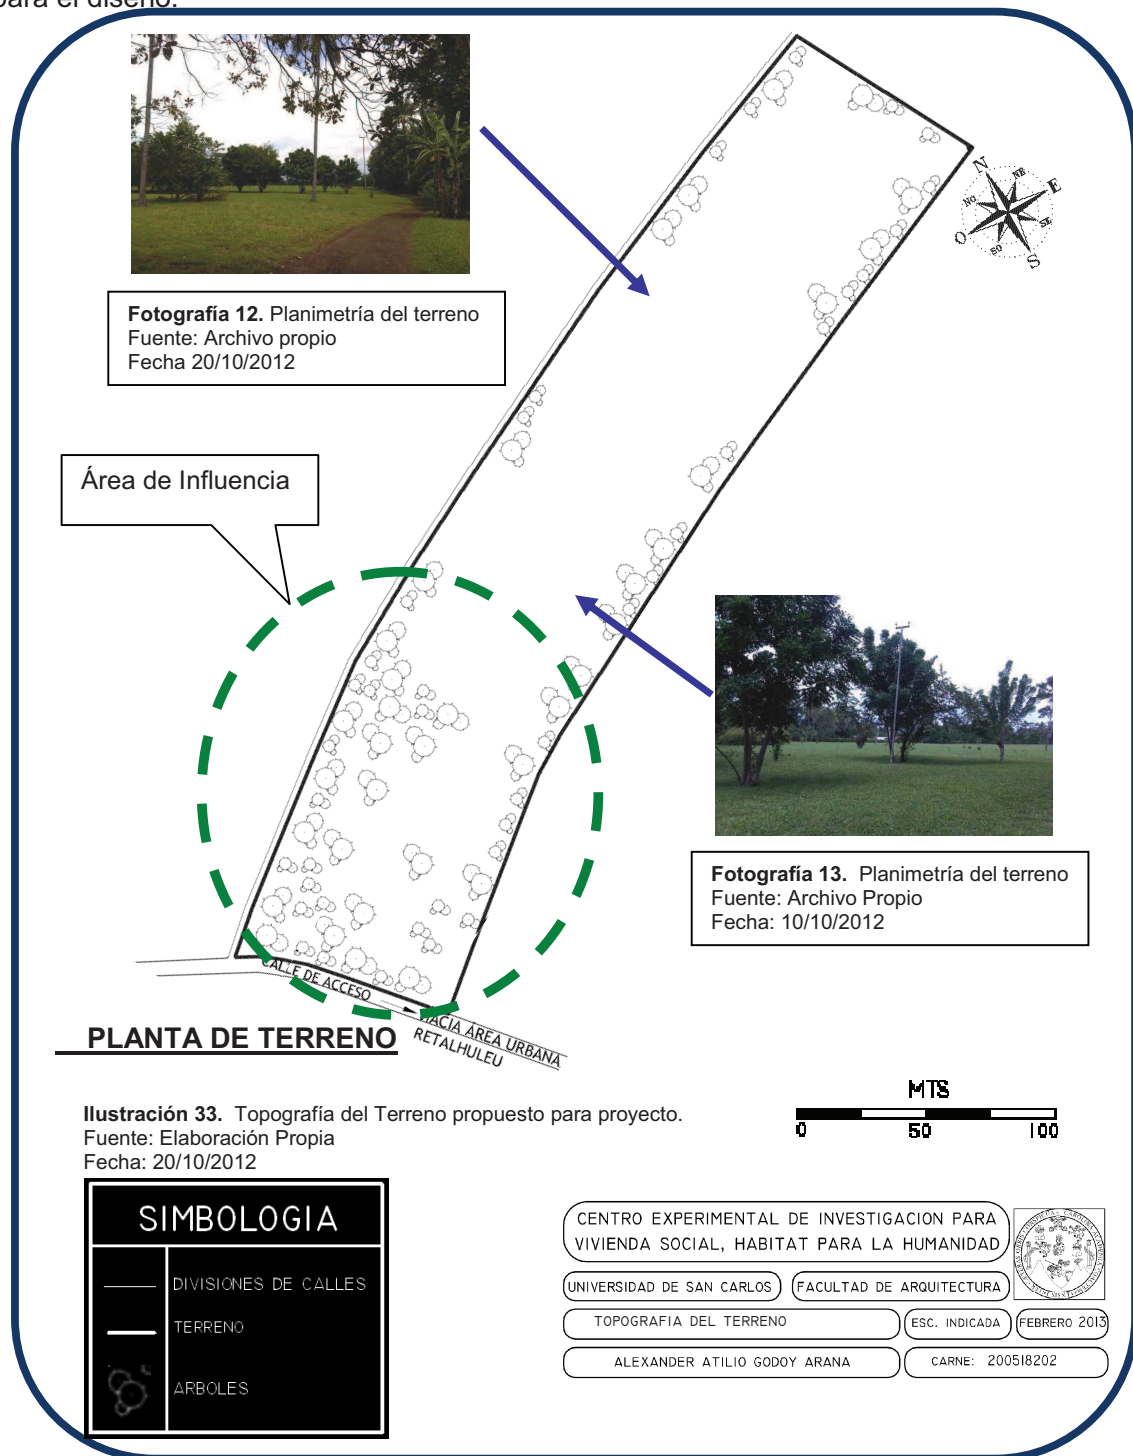 para el diseño.
N
NE
E
SE
S
SO
O
NO
Fotografía 12. Planimetría del terreno
Fuente: Archivo propio
Fecha 20/10/2012
Área de Influencia
Fotografía 13. Planimetría del terreno
Fuente: Archivo Propio
Fecha: 10/10/2012
CALLE DE ACCESO
HACIA ÁREA URBANA
RETALHULEU
PLANTA DE TERRENO
MTS
0 50 100
Ilustración 33. Topografía del Terreno propuesto para proyecto.
Fuente: Elaboración Propia
Fecha: 20/10/2012
SIMBOLOGIA
DIVISIONES DE CALLES
TERRENO
ARBOLES
CENTRO EXPERIMENTAL DE INVESTIGACION PARA
VIVIENDA SOCIAL, HABITAT PARA LA HUMANIDAD
UNIVERSIDAD DE SAN CARLOS
FACULTAD DE ARQUITECTURA
TOPOGRAFIA DEL TERRENO
ESC. INDICADA
FEBRERO 2013
ALEXANDER ATILIO GODOY ARANA
CARNE: 200518202